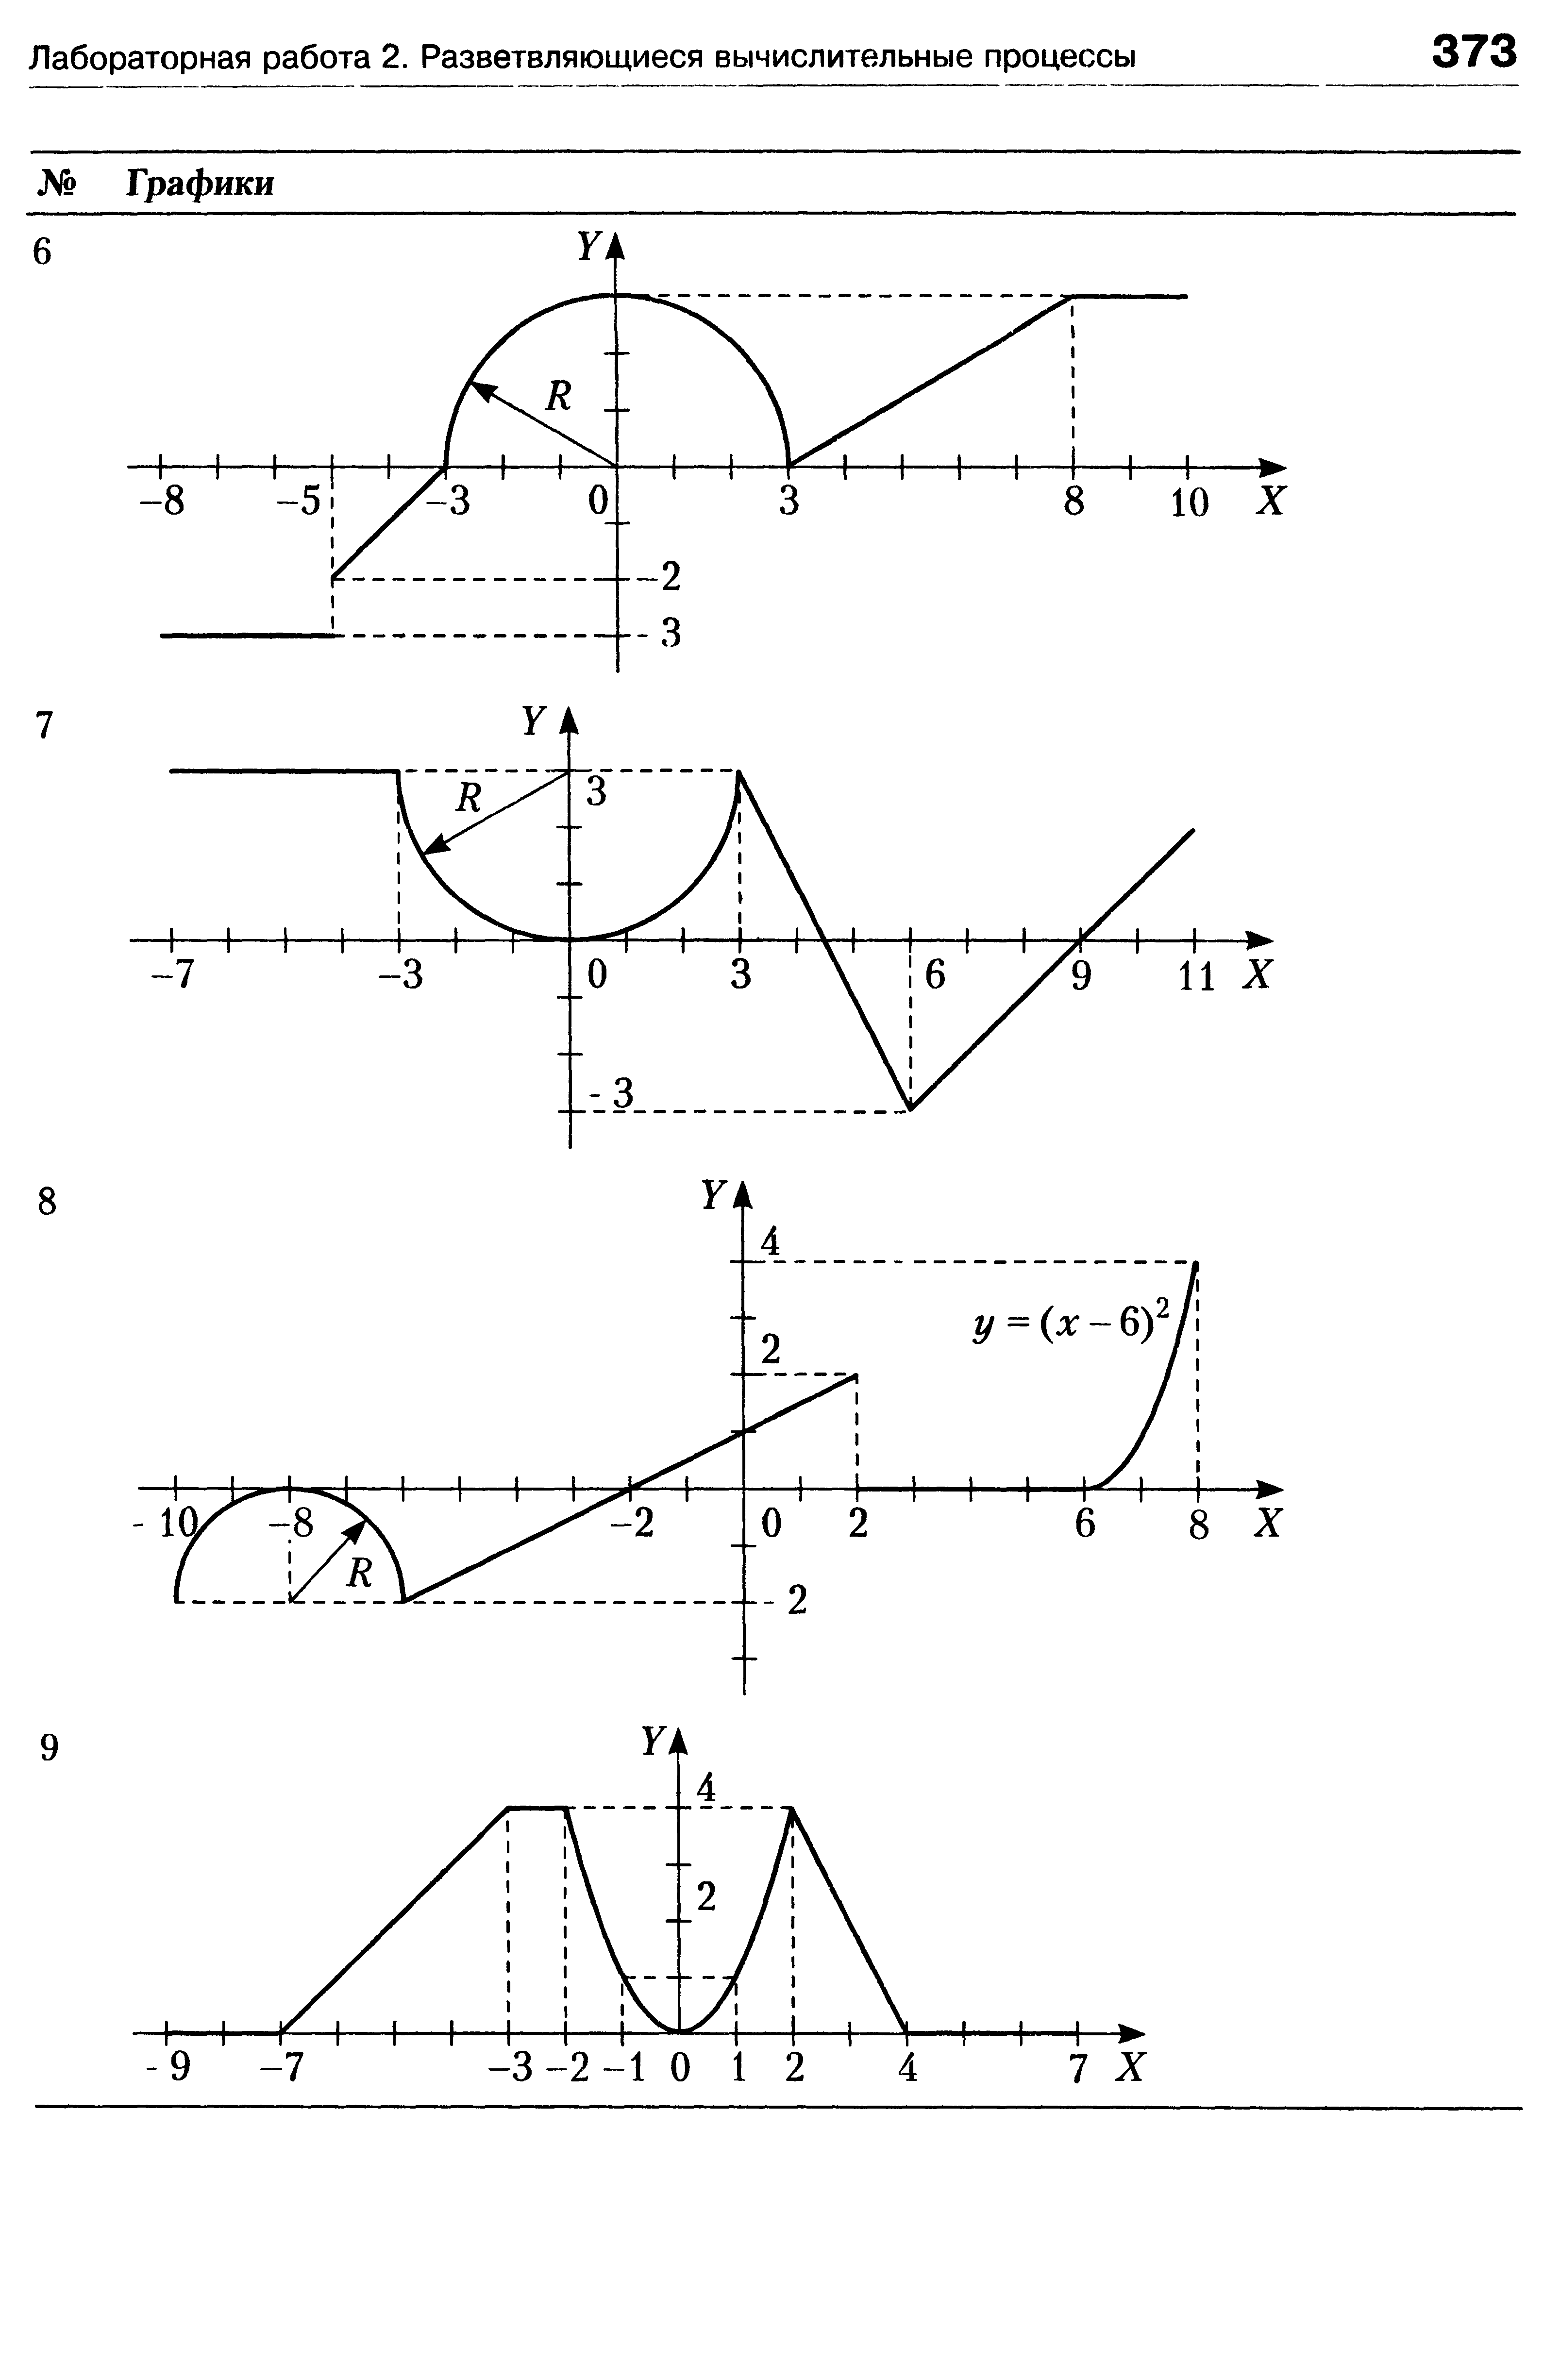 Лабораторная работа 2. Разветвляющиеся вычислительные процессы 373
№ Графики
6
Y
R
−8 −5 −3 0 3 8 10 X
−2
- 3
7
Y
3
R
−7 −3 0 3 6 9 11 X
- 3
8
Y
4
y = (x − 6)²
2
- 10 −8 −2 0 2 6 8 X
R
- 2
9
Y
4
2
- 9 −7 −3 −2 −1 0 1 2 4 7 X